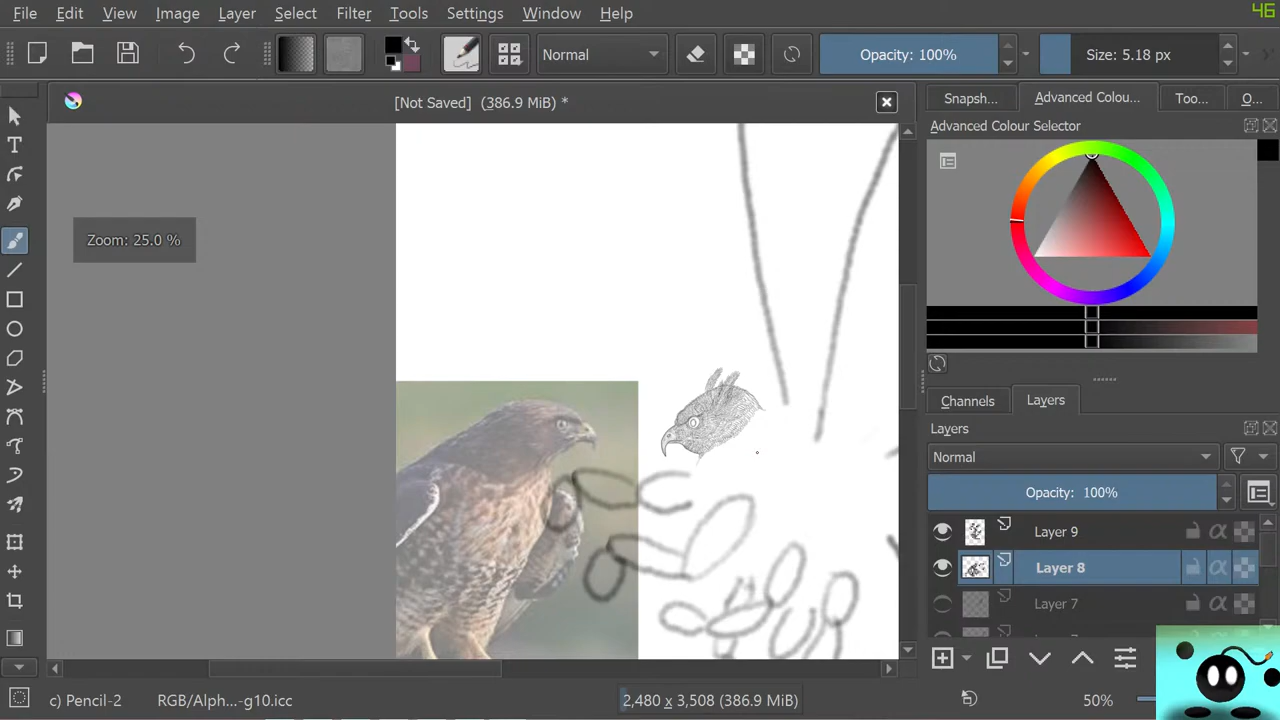 File Edit View Image Layer Select Filter Tools Settings Window Help
46
Normal
Opacity: 100%
Size: 5.18 px
[Not Saved] (386.9 MiB) *
Snapsh...
Advanced Colou...
Too...
O...
Advanced Colour Selector
Zoom: 25.0 %
Channels
Layers
Layers
Normal
Opacity: 100%
Layer 9
Layer 8
Layer 7
c) Pencil-2
RGB/Alph...-g10.icc
2,480 x 3,508 (386.9 MiB)
50%